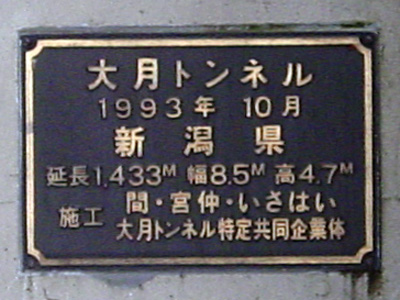 大月トンネル
1993年 10月
新潟県
延長1,433M 幅8.5M 高4.7M
施工 間・宮仲・いさはい
大月トンネル特定共同企業体